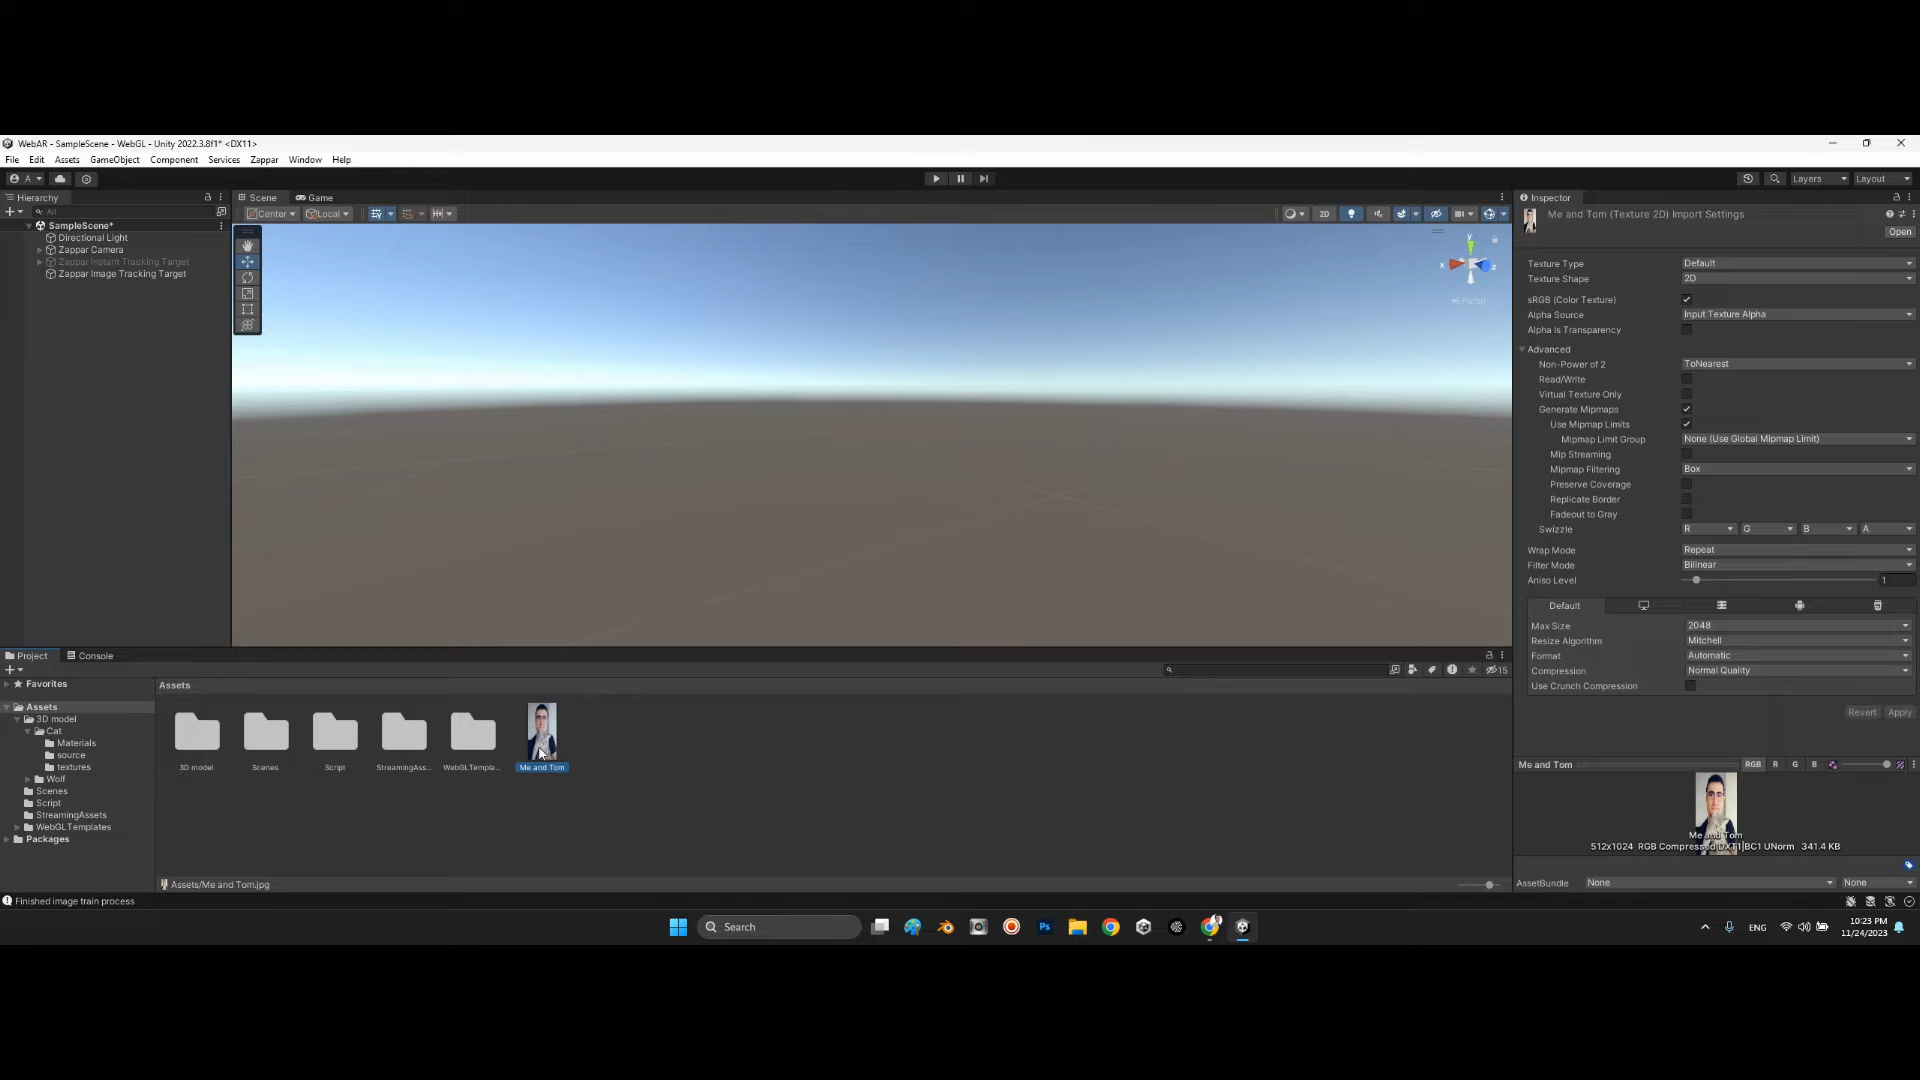 WebAR - SampleScene - WebGL - Unity 2022.3.8f1* <DX11>
File Edit Assets GameObject Component Services Zappar Window Help
A
Layers
Layout
Hierarchy
All
SampleScene*
Directional Light
Zappar Camera
Zappar Instant Tracking Target
Zappar Image Tracking Target
Scene Game
Center Local
2D
y
x
z
Persp
Inspector
Me and Tom (Texture 2D) Import Settings
Open
Texture Type Default
Texture Shape 2D
sRGB (Color Texture)
Alpha Source Input Texture Alpha
Alpha Is Transparency
Advanced
Non-Power of 2 ToNearest
Read/Write
Virtual Texture Only
Generate Mipmaps
Use Mipmap Limits
Mipmap Limit Group None (Use Global Mipmap Limit)
Mip Streaming
Mipmap Filtering Box
Preserve Coverage
Replicate Border
Fadeout to Gray
Swizzle R G B A
Wrap Mode Repeat
Filter Mode Bilinear
Aniso Level 1
Default
Max Size 2048
Resize Algorithm Mitchell
Format Automatic
Compression Normal Quality
Use Crunch Compression
Revert Apply
Me and Tom RGB R G B
Me and Tom
512x1024 RGB Compressed DXT1|BC1 UNorm 341.4 KB
AssetBundle None None
Project Console
15
Favorites
Assets
3D model
Cat
Materials
source
textures
Wolf
Scenes
Script
StreamingAssets
WebGLTemplates
Packages
Assets
3D model Scenes Script StreamingAss... WebGLTempla... Me and Tom
Assets/Me and Tom.jpg
Finished image train process
Search
Ps
ENG
10:23 PM
11/24/2023